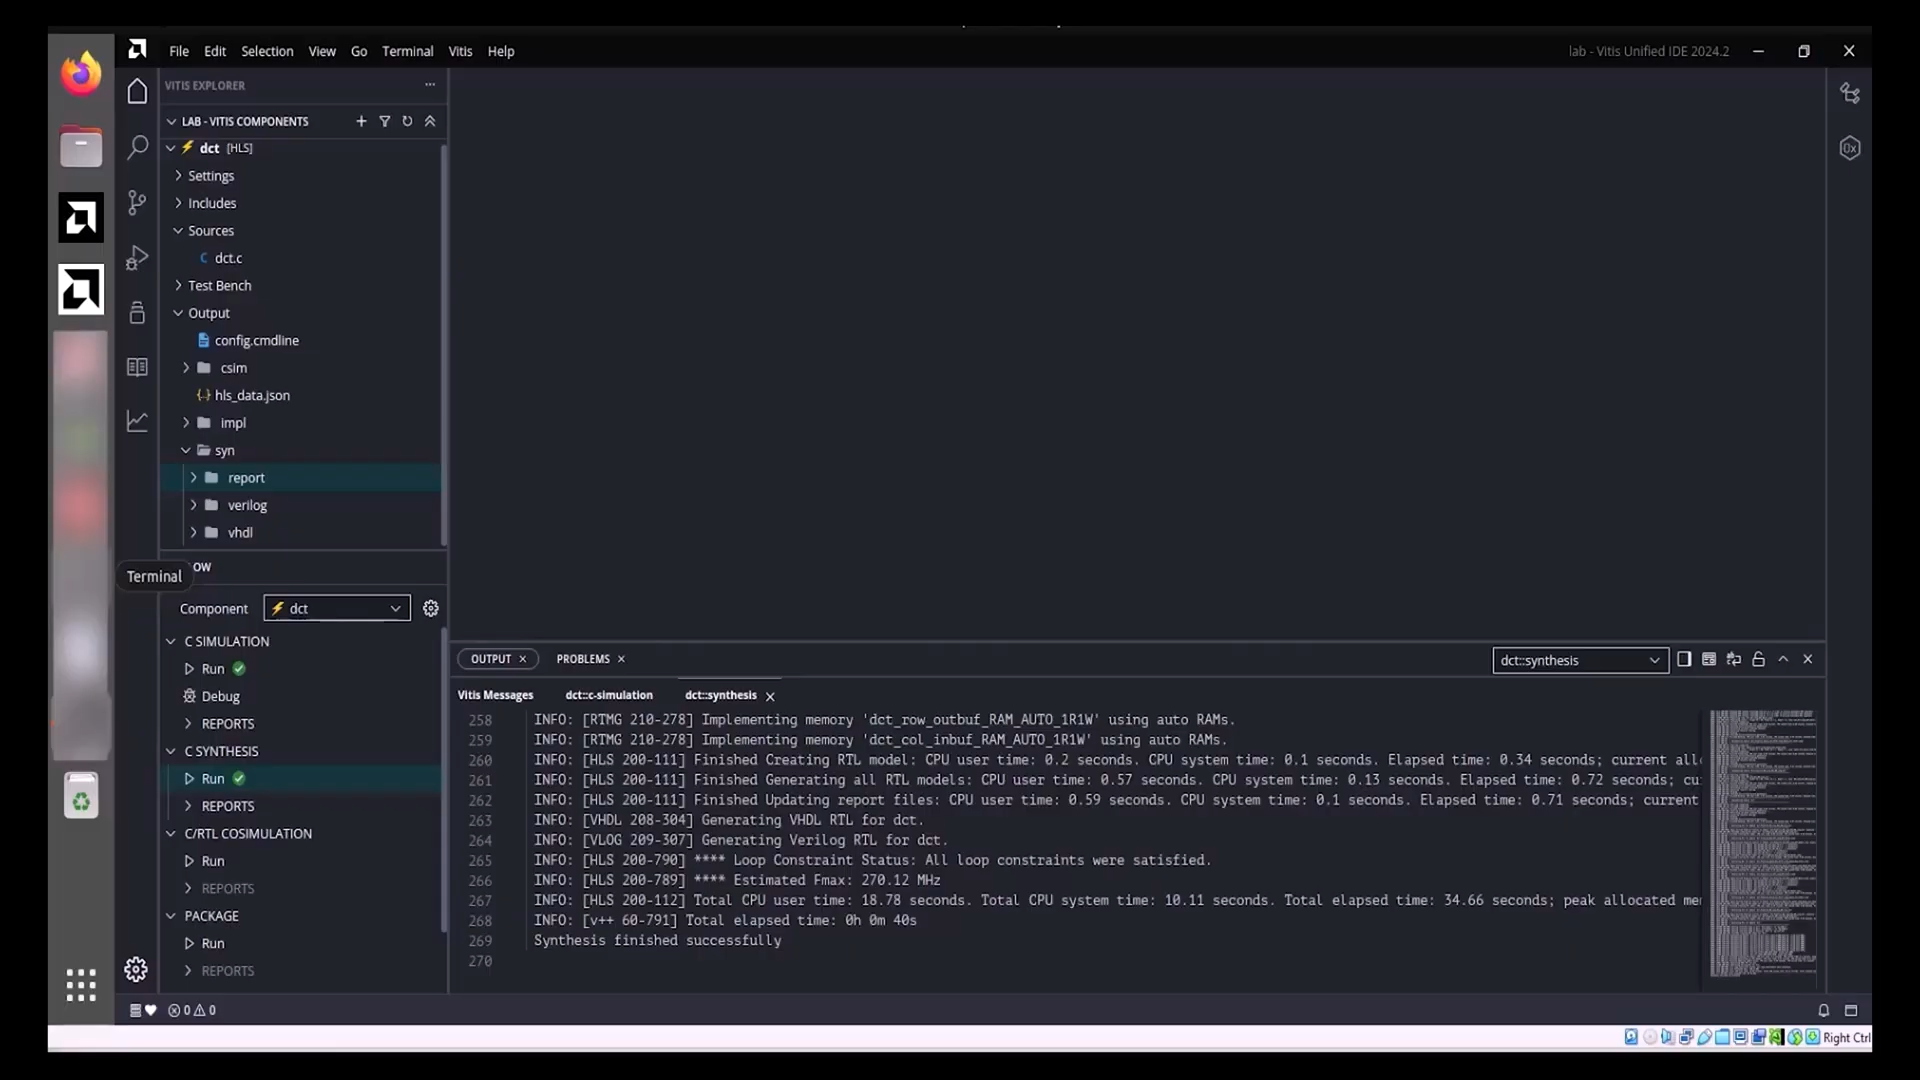 File Edit Selection View Go Terminal Vitis Help
lab - Vitis Unified IDE 2024.2
VITIS EXPLORER
LAB - VITIS COMPONENTS
dct [HLS]
Settings
Includes
Sources
C dct.c
Test Bench
Output
config.cmdline
csim
hls_data.json
impl
syn
report
verilog
vhdl
OW
Terminal
Component dct
C SIMULATION
Run
Debug
REPORTS
C SYNTHESIS
Run
REPORTS
C/RTL COSIMULATION
Run
REPORTS
PACKAGE
Run
REPORTS
OUTPUT PROBLEMS
dct::synthesis
Vitis Messages dct::c-simulation dct::synthesis
258 INFO: [RTMG 210-278] Implementing memory 'dct_row_outbuf_RAM_AUTO_1R1W' using auto RAMs.
259 INFO: [RTMG 210-278] Implementing memory 'dct_col_inbuf_RAM_AUTO_1R1W' using auto RAMs.
260 INFO: [HLS 200-111] Finished Creating RTL model: CPU user time: 0.2 seconds. CPU system time: 0.1 seconds. Elapsed time: 0.34 seconds; current all
261 INFO: [HLS 200-111] Finished Generating all RTL models: CPU user time: 0.57 seconds. CPU system time: 0.13 seconds. Elapsed time: 0.72 seconds; cu
262 INFO: [HLS 200-111] Finished Updating report files: CPU user time: 0.59 seconds. CPU system time: 0.1 seconds. Elapsed time: 0.71 seconds; current
263 INFO: [VHDL 208-304] Generating VHDL RTL for dct.
264 INFO: [VLOG 209-307] Generating Verilog RTL for dct.
265 INFO: [HLS 200-790] **** Loop Constraint Status: All loop constraints were satisfied.
266 INFO: [HLS 200-789] **** Estimated Fmax: 270.12 MHz
267 INFO: [HLS 200-112] Total CPU user time: 18.78 seconds. Total CPU system time: 10.11 seconds. Total elapsed time: 34.66 seconds; peak allocated me
268 INFO: [v++ 60-791] Total elapsed time: 0h 0m 40s
269 Synthesis finished successfully
270
0 0
Right Ctrl